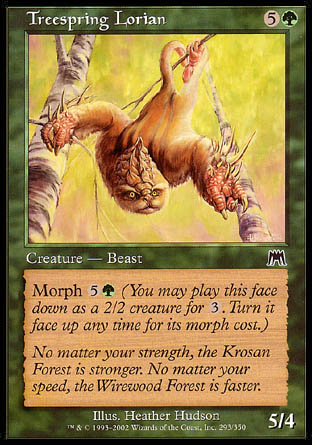 Treespring Lorian 5
Creature — Beast
Morph 5 (You may play this face
down as a 2/2 creature for 3. Turn it
face up any time for its morph cost.)
No matter your strength, the Krosan
Forest is stronger. No matter your
speed, the Wirewood Forest is faster.
Illus. Heather Hudson
™ & © 1993–2002 Wizards of the Coast, Inc. 293/350
5/4